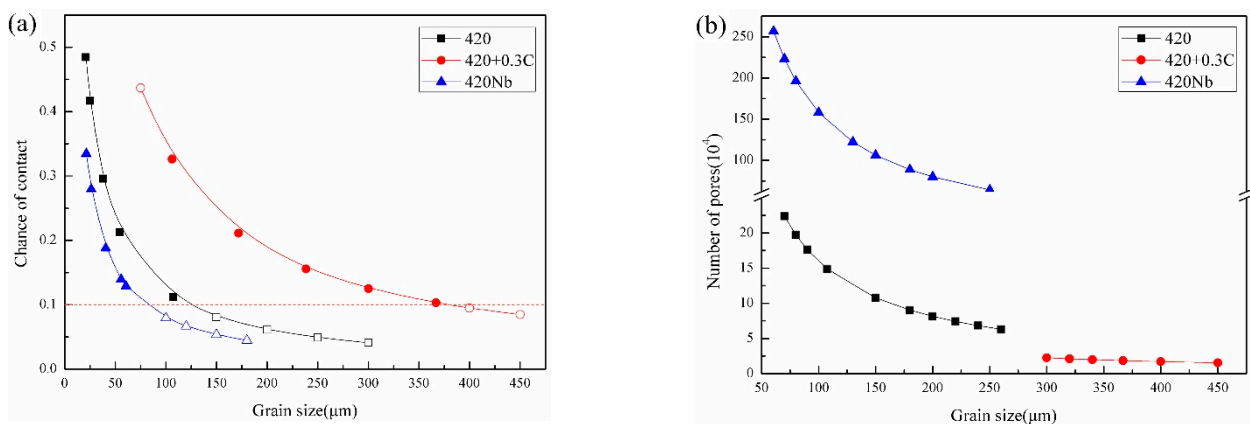 (a)
420
420+0.3C
420Nb
0.5
0.4
0.3
0.2
0.1
0.0
Chance of contact
0 50 100 150 200 250 300 350 400 450
Grain size(μm)
(b)
420
420+0.3C
420Nb
250
200
150
100
20
15
10
5
0
Number of pores(10⁴)
50 100 150 200 250 300 350 400 450
Grain size(μm)